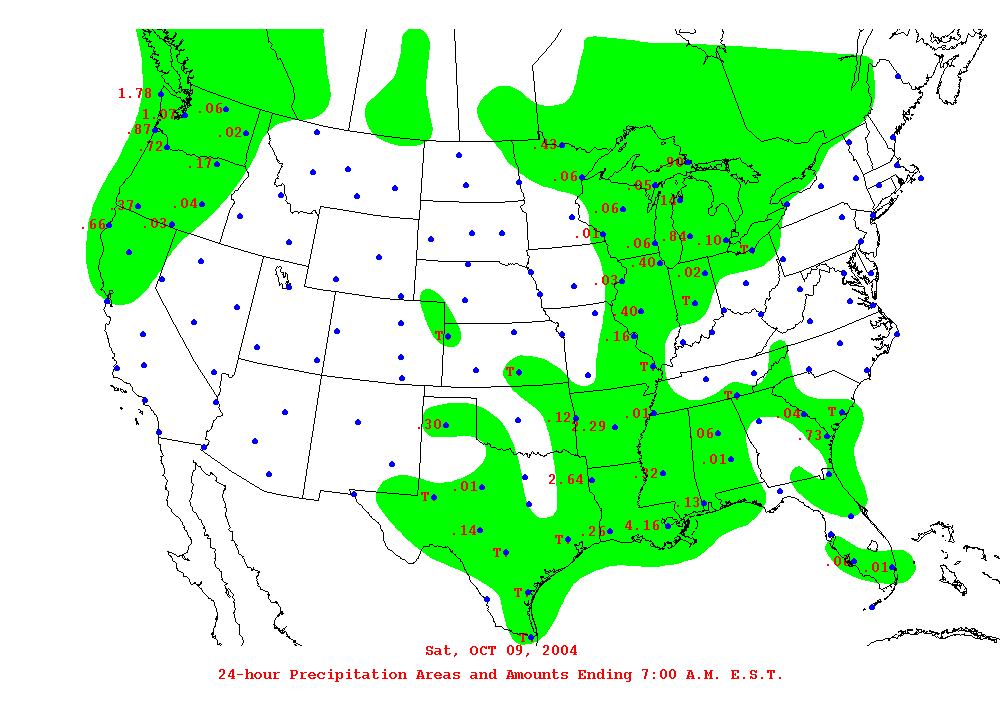 1.78
1.07 .06
.87 .02
.72
.43
.17 .90
.06 .05
.37 .04 .06 .14
.66 .03 .01 .06 .84 .10 T
.40 .02
.03
T
.40
T .16
T T
T
.30 .12 2.29 .01 .04 T
.06 .73
.01
.32
T .01 2.64
.13
.14 T .26 4.16
T
.01
T
T
Sat, OCT 09, 2004
24-hour Precipitation Areas and Amounts Ending 7:00 A.M. E.S.T.